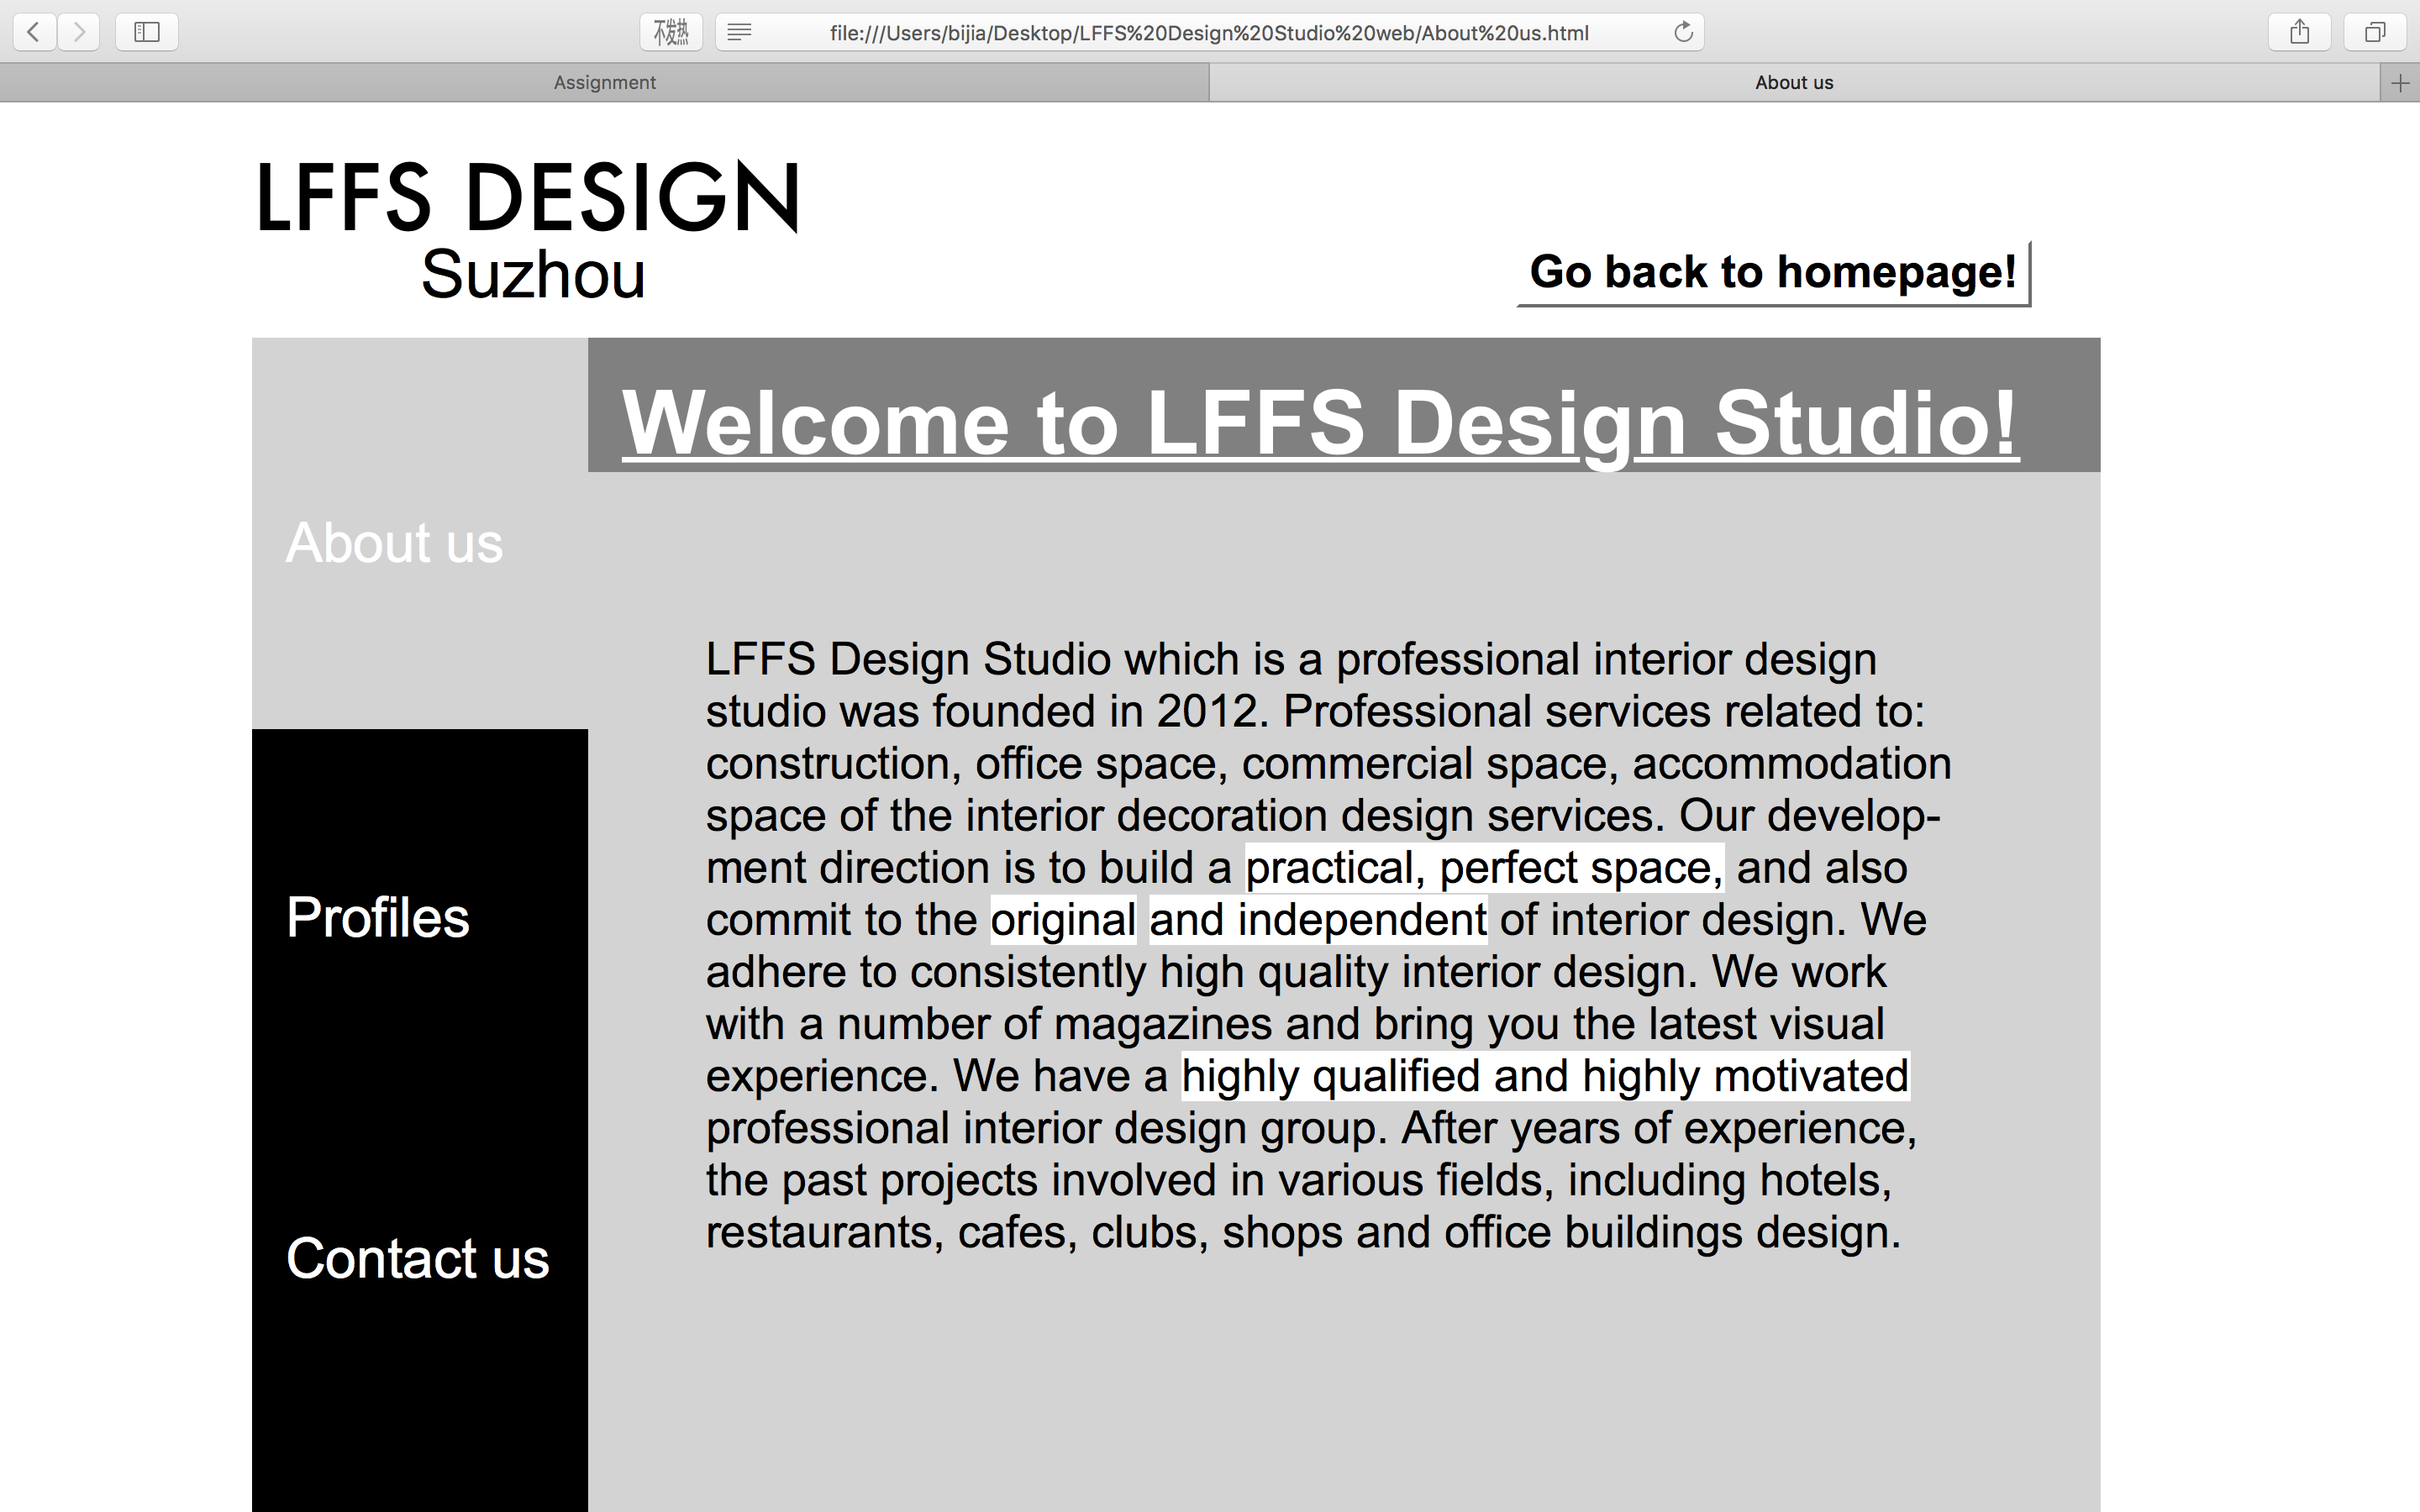 不发热
file:///Users/bijia/Desktop/LFFS%20Design%20Studio%20web/About%20us.html
Assignment
About us
LFFS DESIGN
Suzhou
Go back to homepage!
Welcome to LFFS Design Studio!
About us
Profiles
Contact us
LFFS Design Studio which is a professional interior design
studio was founded in 2012. Professional services related to:
construction, office space, commercial space, accommodation
space of the interior decoration design services. Our develop-
ment direction is to build a practical, perfect space, and also
commit to the original and independent of interior design. We
adhere to consistently high quality interior design. We work
with a number of magazines and bring you the latest visual
experience. We have a highly qualified and highly motivated
professional interior design group. After years of experience,
the past projects involved in various fields, including hotels,
restaurants, cafes, clubs, shops and office buildings design.